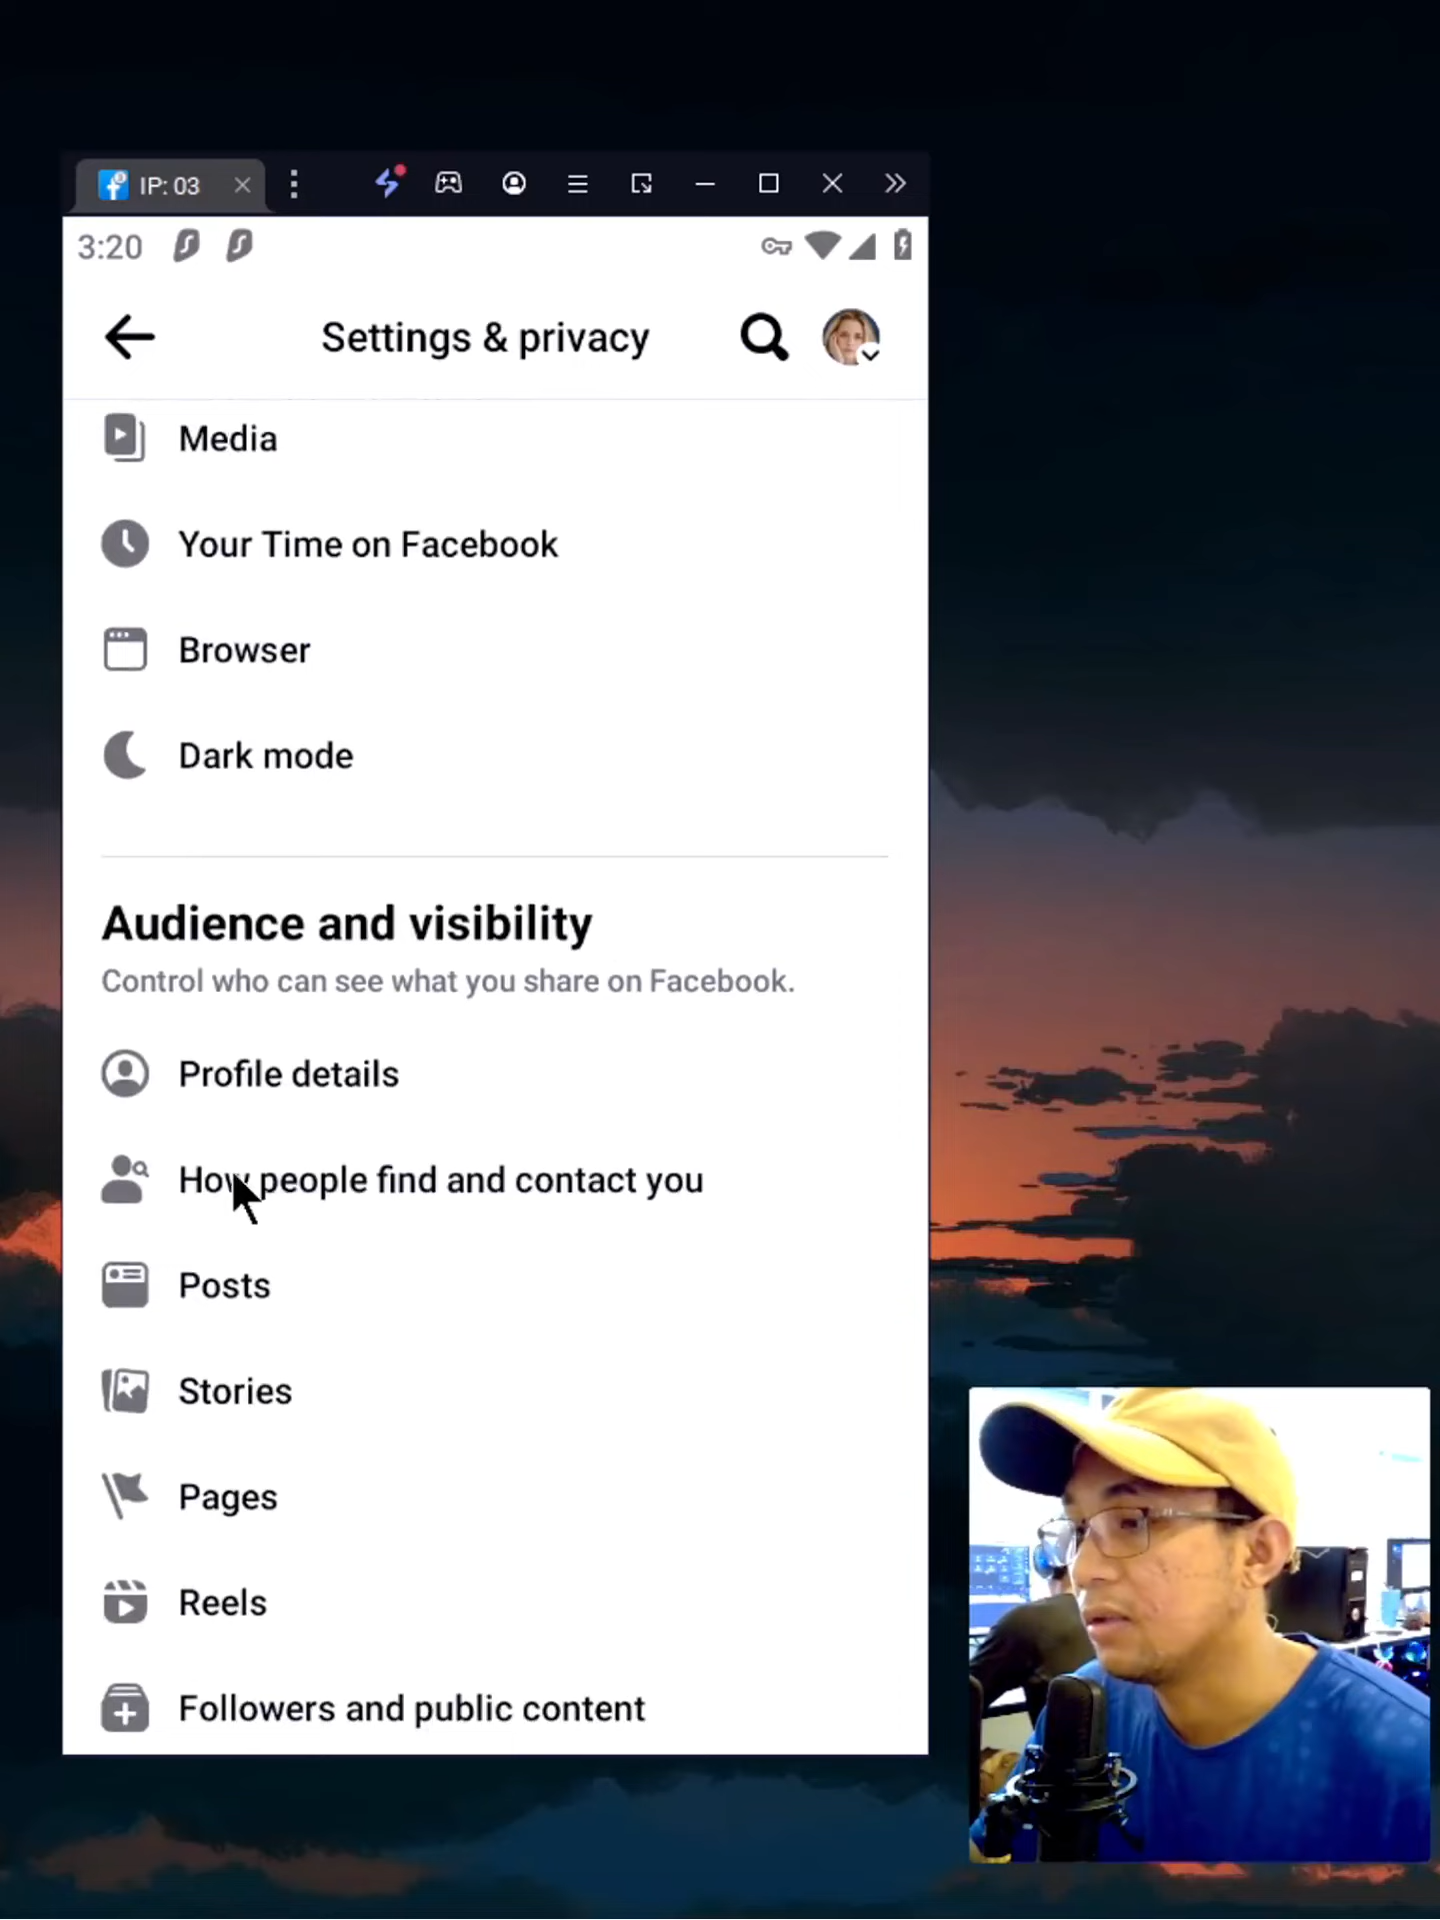 IP: 03
3:20
Settings & privacy
Media
Your Time on Facebook
Browser
Dark mode
Audience and visibility
Control who can see what you share on Facebook.
Profile details
How people find and contact you
Posts
Stories
Pages
Reels
Followers and public content